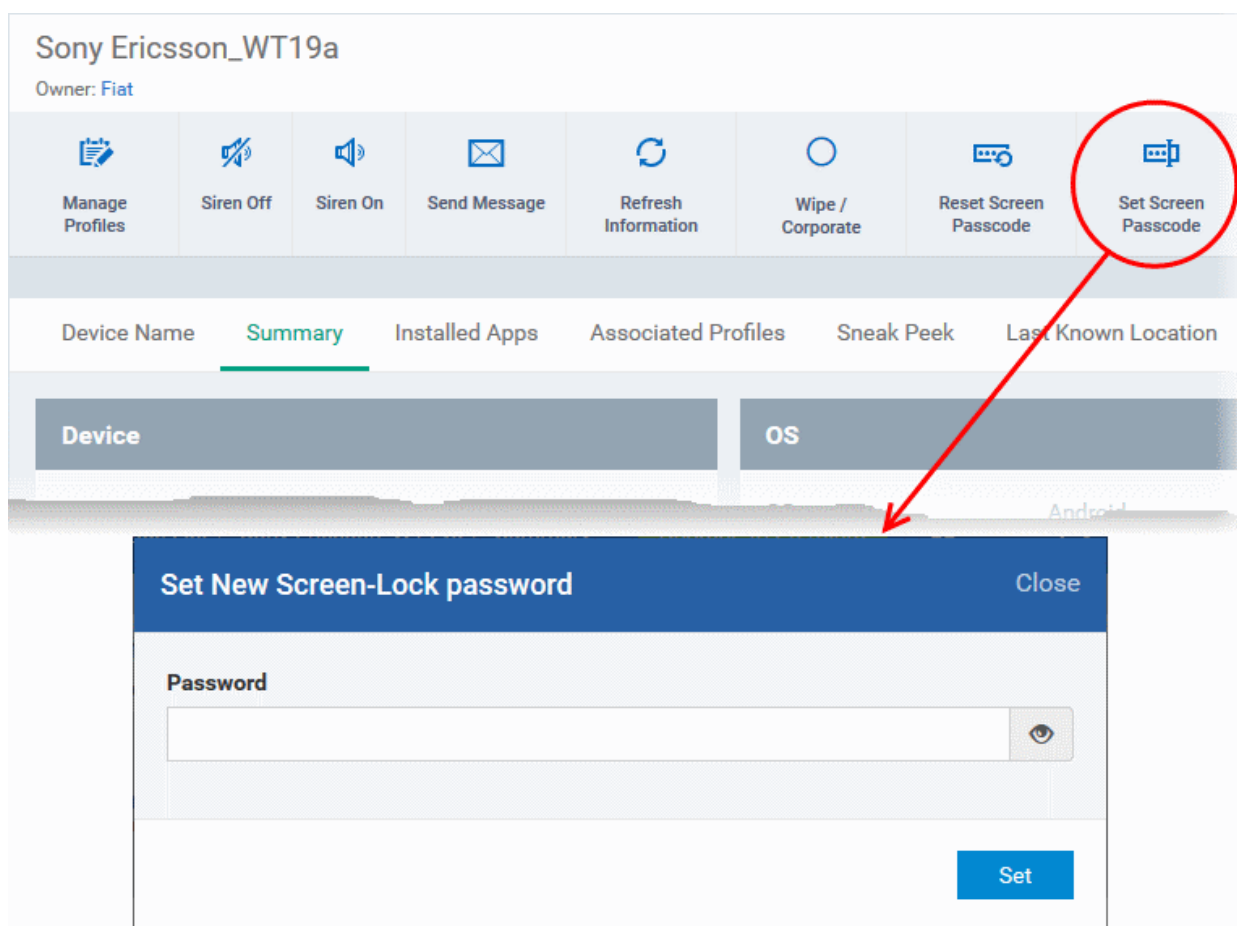 Sony Ericsson_WT19a
Owner: Fiat
Manage
Profiles
Siren Off
Siren On
Send Message
Refresh
Information
Wipe /
Corporate
Reset Screen
Passcode
Set Screen
Passcode
Device Name Summary Installed Apps Associated Profiles Sneak Peek Last Known Location
Device
OS
Android
Set New Screen-Lock password Close
Password
Set